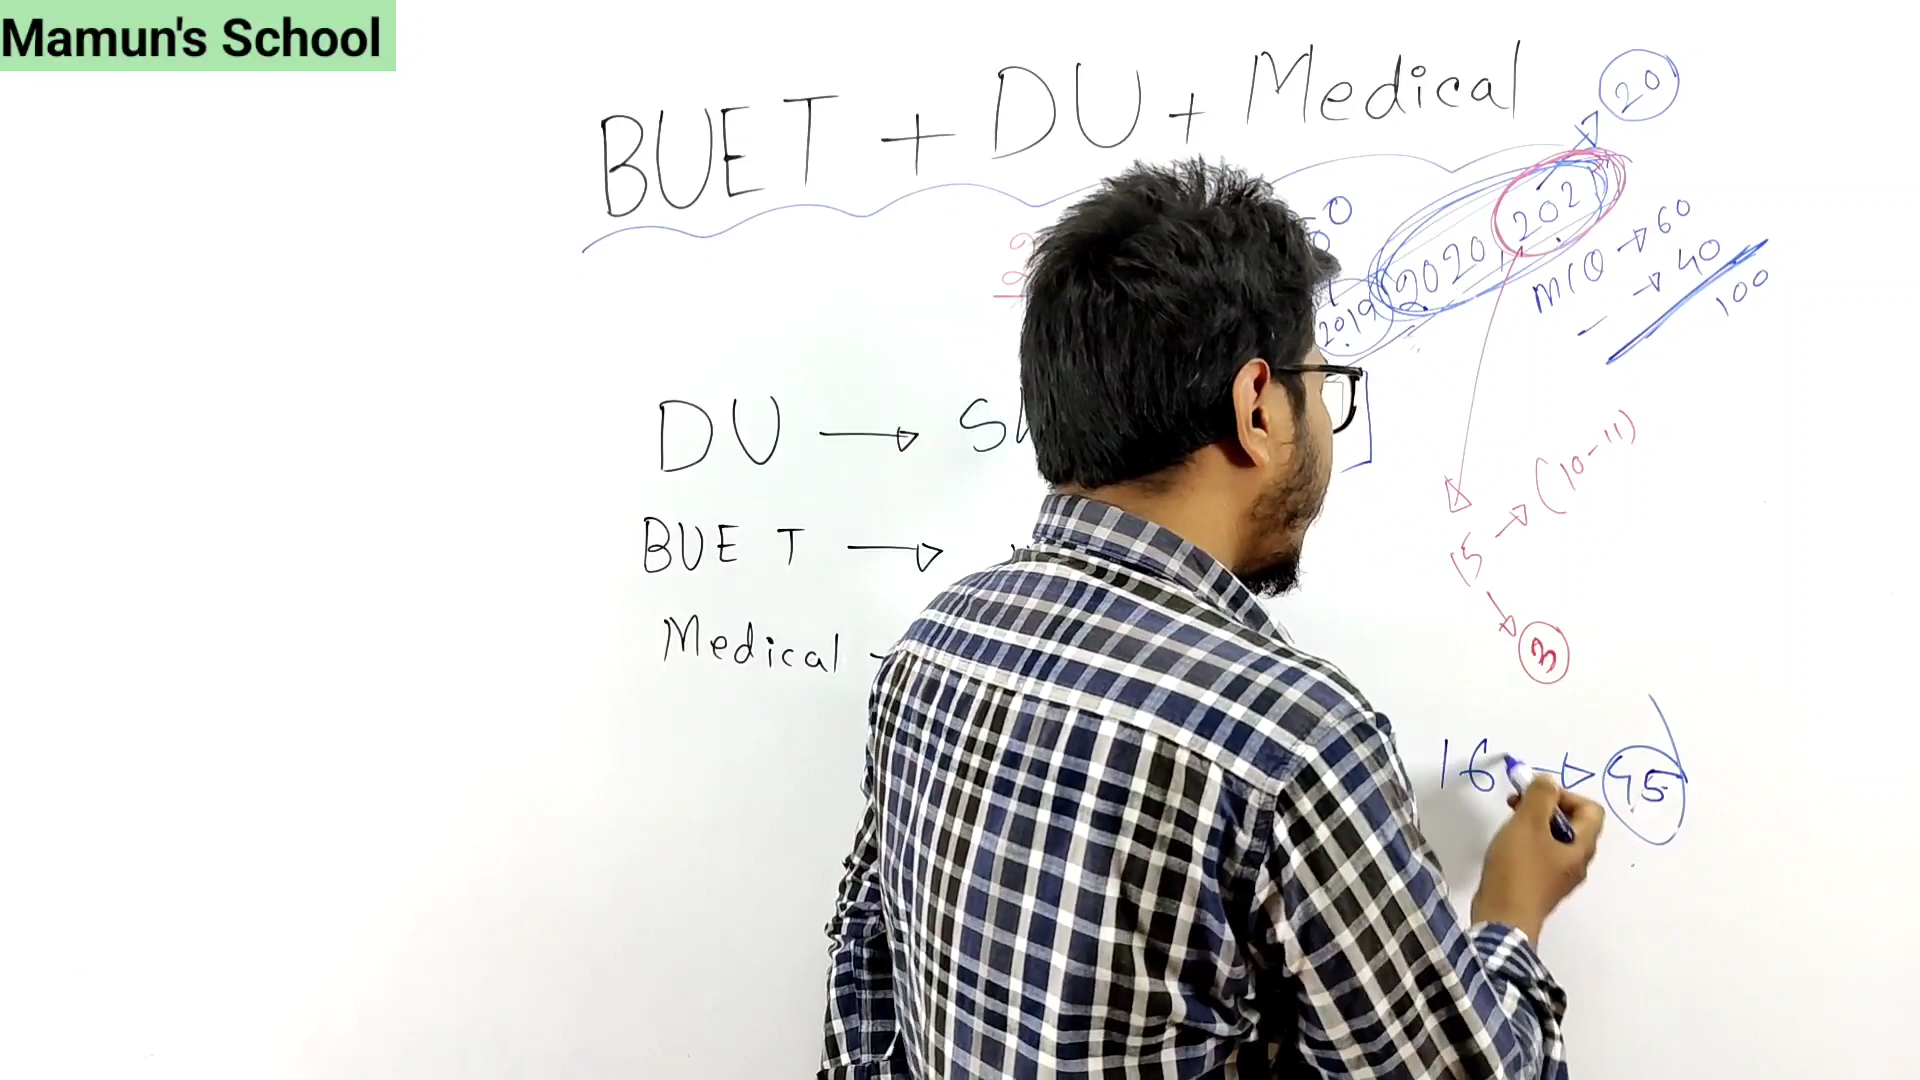 Mamun's School
BUET + DU + Medical
20
2019 2020, 2021
MCQ → 60
→ 40
100
DU →
BUET →
Medical
15 → (10-11)
3
16 → 45